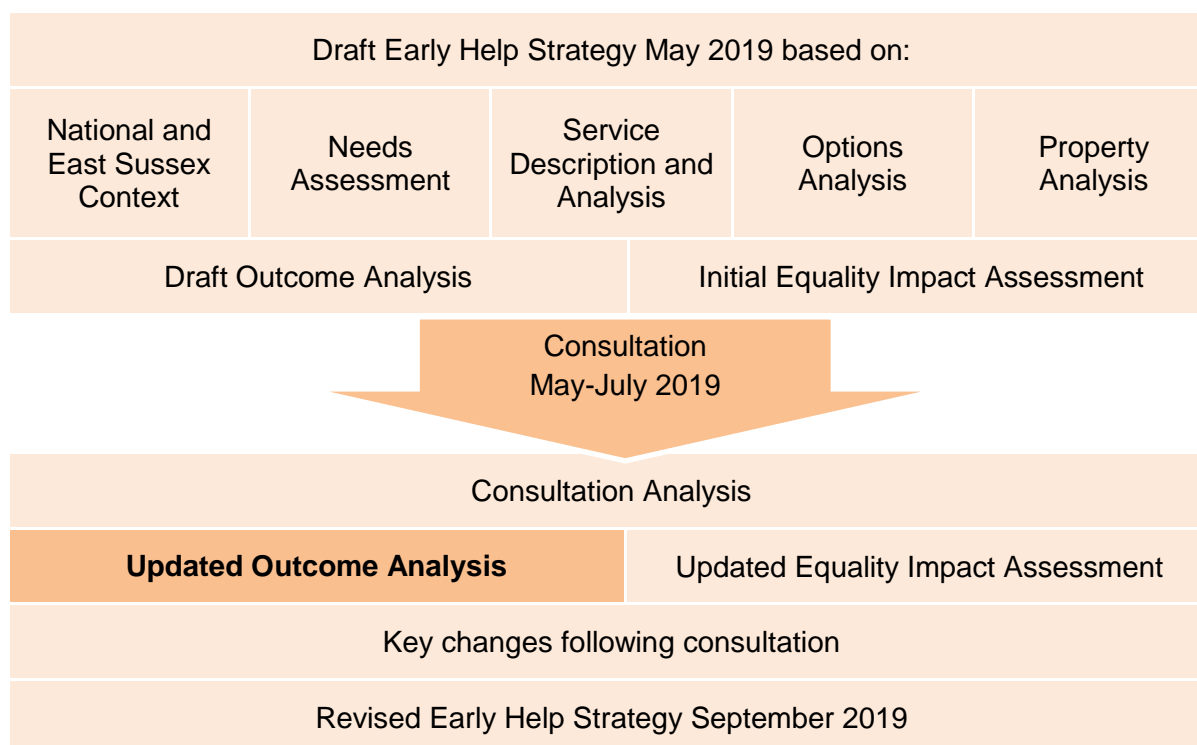 Draft Early Help Strategy May 2019 based on:
National and
East Sussex
Context
Needs
Assessment
Service
Description and
Analysis
Options
Analysis
Property
Analysis
Draft Outcome Analysis
Initial Equality Impact Assessment
Consultation
May-July 2019
Consultation Analysis
Updated Outcome Analysis
Updated Equality Impact Assessment
Key changes following consultation
Revised Early Help Strategy September 2019